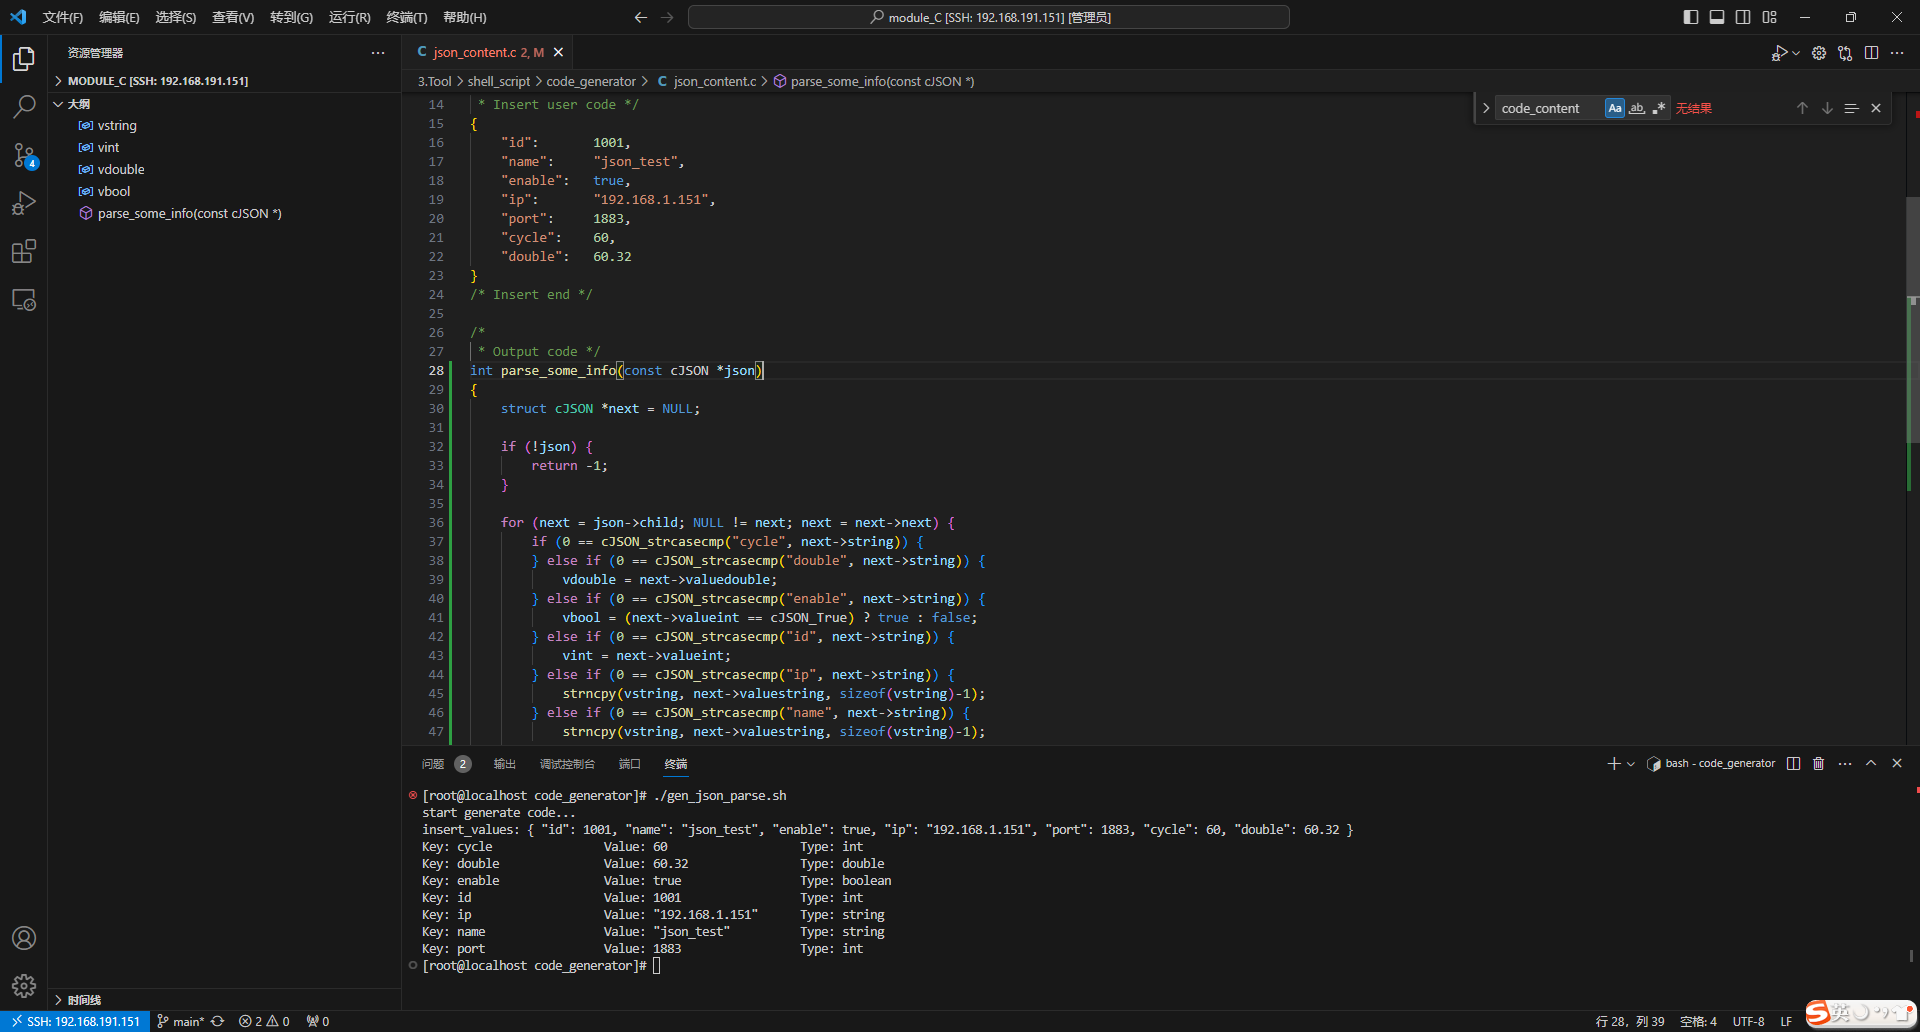 文件(F) 编辑(E) 选择(S) 查看(V) 转到(G) 运行(R) 终端(T) 帮助(H) module_C [SSH: 192.168.191.151] [管理员]
资源管理器
MODULE_C [SSH: 192.168.191.151]
大纲
vstring
vint
vdouble
vbool
parse_some_info(const cJSON *)
时间线
json_content.c 2, M
3.Tool > shell_script > code_generator > C json_content.c > parse_some_info(const cJSON *)
code_content Aa ab .* 无结果
14 * Insert user code */
15 {
16 "id": 1001,
17 "name": "json_test",
18 "enable": true,
19 "ip": "192.168.1.151",
20 "port": 1883,
21 "cycle": 60,
22 "double": 60.32
23 }
24 /* Insert end */
25
26 /*
27 * Output code */
28 int parse_some_info(const cJSON *json)
29 {
30 struct cJSON *next = NULL;
31
32 if (!json) {
33 return -1;
34 }
35
36 for (next = json->child; NULL != next; next = next->next) {
37 if (0 == cJSON_strcasecmp("cycle", next->string)) {
38 } else if (0 == cJSON_strcasecmp("double", next->string)) {
39 vdouble = next->valuedouble;
40 } else if (0 == cJSON_strcasecmp("enable", next->string)) {
41 vbool = (next->valueint == cJSON_True) ? true : false;
42 } else if (0 == cJSON_strcasecmp("id", next->string)) {
43 vint = next->valueint;
44 } else if (0 == cJSON_strcasecmp("ip", next->string)) {
45 strncpy(vstring, next->valuestring, sizeof(vstring)-1);
46 } else if (0 == cJSON_strcasecmp("name", next->string)) {
47 strncpy(vstring, next->valuestring, sizeof(vstring)-1);
问题 2 输出 调试控制台 端口 终端 bash - code_generator
[root@localhost code_generator]# ./gen_json_parse.sh
start generate code...
insert_values: { "id": 1001, "name": "json_test", "enable": true, "ip": "192.168.1.151", "port": 1883, "cycle": 60, "double": 60.32 }
Key: cycle Value: 60 Type: int
Key: double Value: 60.32 Type: double
Key: enable Value: true Type: boolean
Key: id Value: 1001 Type: int
Key: ip Value: "192.168.1.151" Type: string
Key: name Value: "json_test" Type: string
Key: port Value: 1883 Type: int
[root@localhost code_generator]#
SSH: 192.168.191.151 main* 2 0 0 行 28，列 39 空格: 4 UTF-8 LF
S 英
4